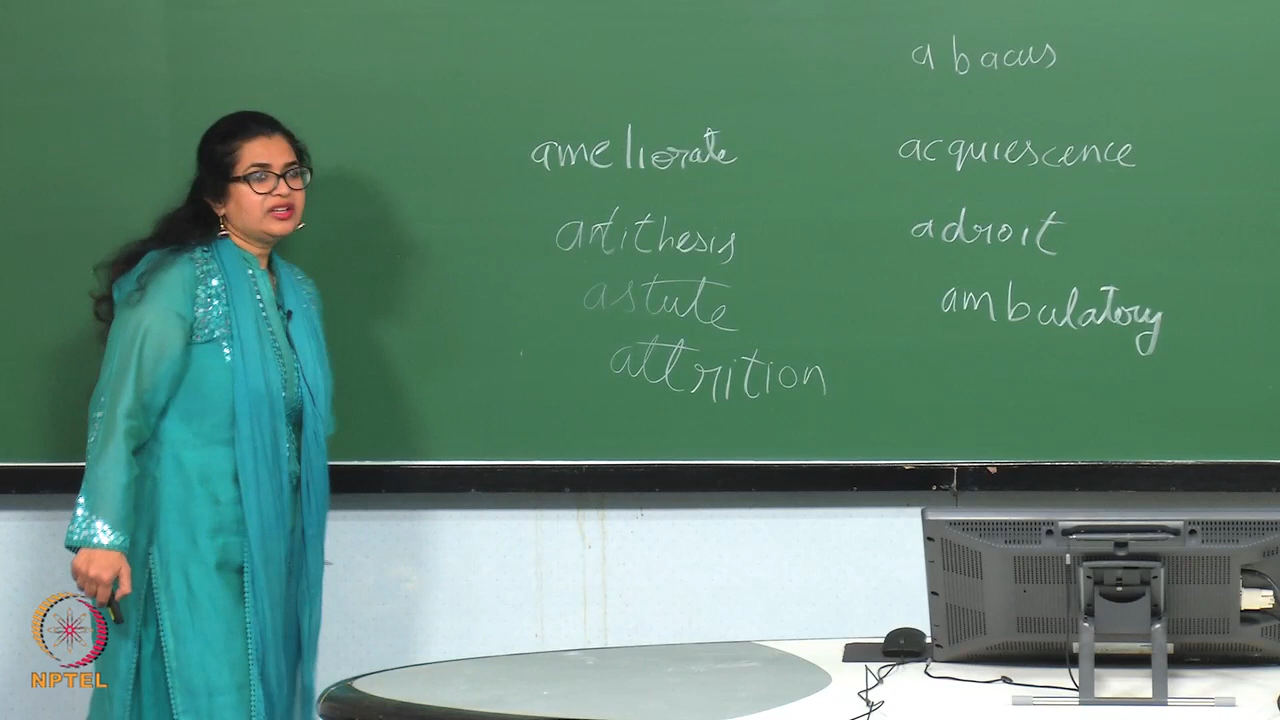 abacus
ameliorate
acquiescence
antithesis
adroit
astute
ambulatory
attrition
NPTEL